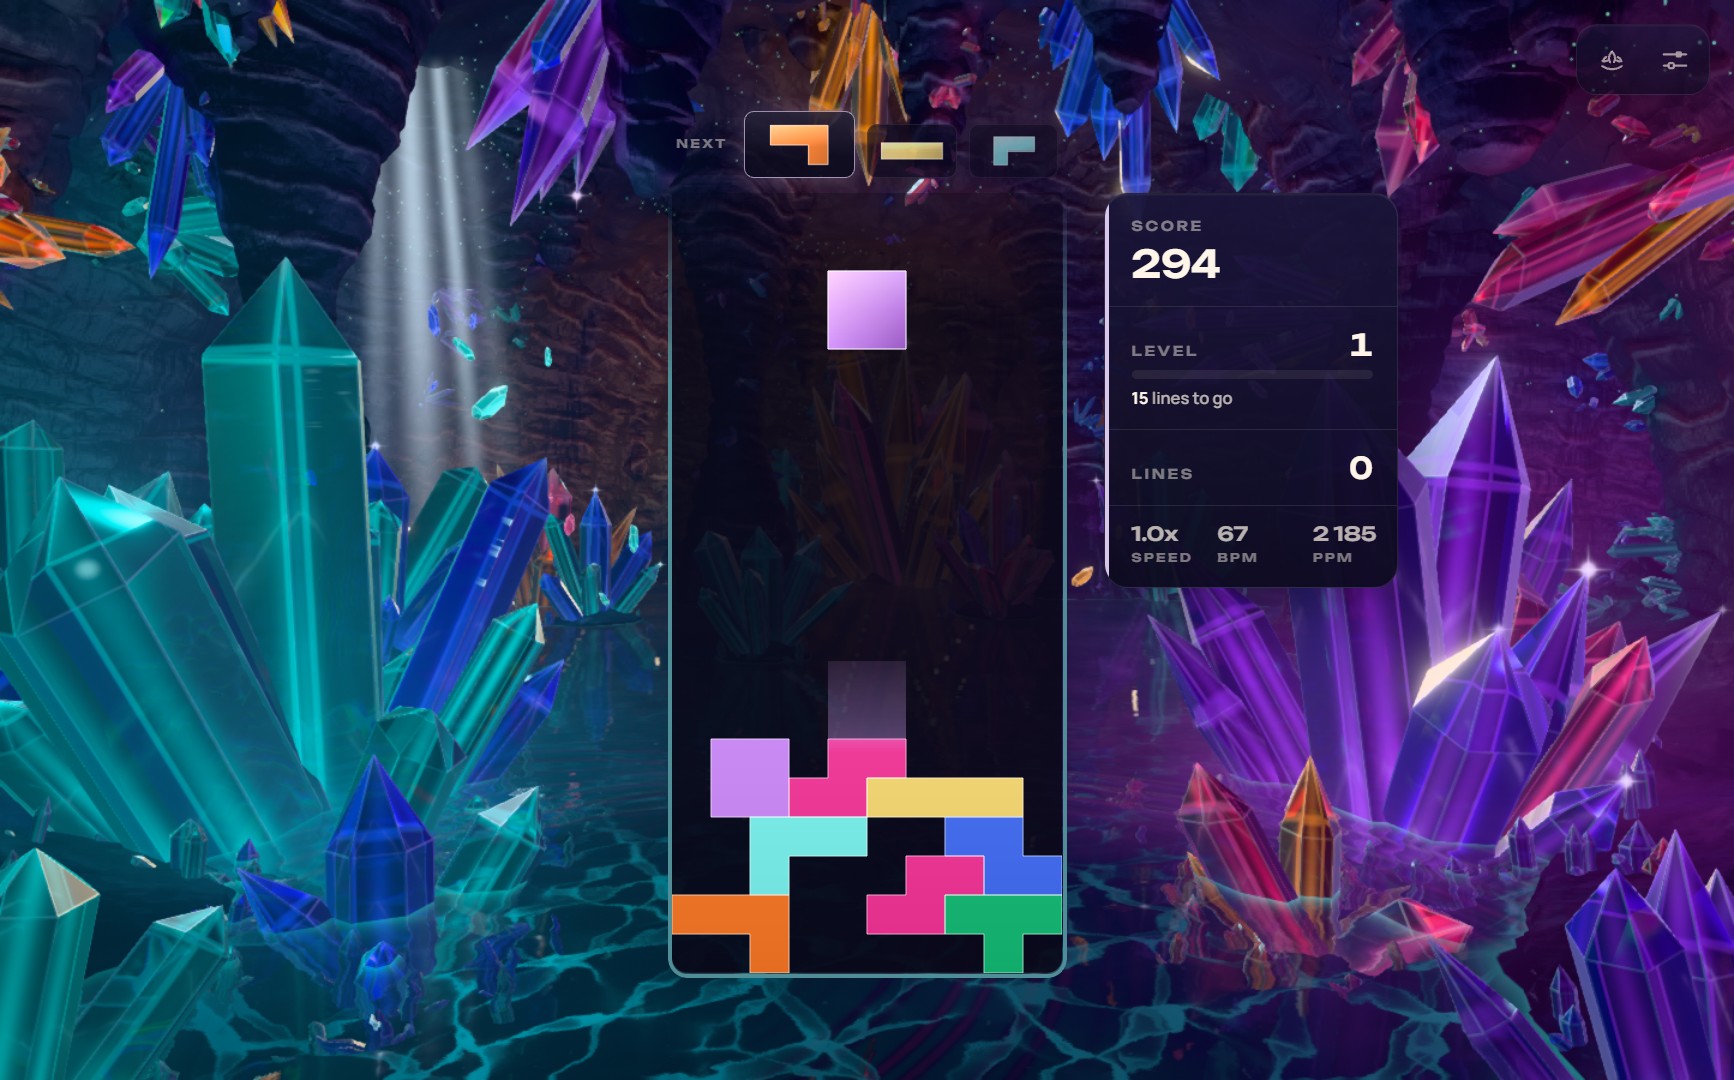 NEXT
SCORE
294
LEVEL 1
15 lines to go
LINES 0
1.0x 67 2 185
SPEED BPM PPM